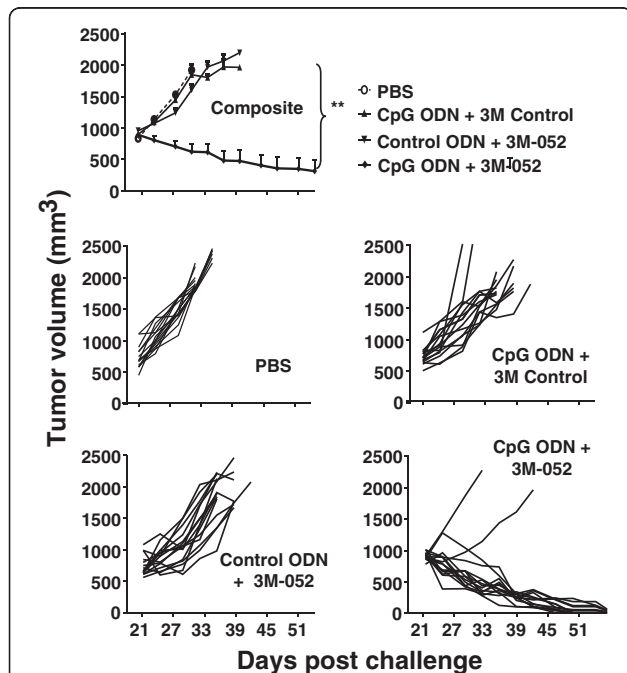 Tumor volume (mm3)
2500
2000
1500
1000
500
0
Composite
**
PBS
CpG ODN + 3M Control
Control ODN + 3M-052
CpG ODN + 3M-052
2500
2000
1500
1000
500
0
PBS
2500
2000
1500
1000
500
0
CpG ODN +
3M Control
2500
2000
1500
1000
500
0
Control ODN
+ 3M-052
21 27 33 39 45 51
2500
2000
1500
1000
500
0
CpG ODN +
3M-052
21 27 33 39 45 51
Days post challenge